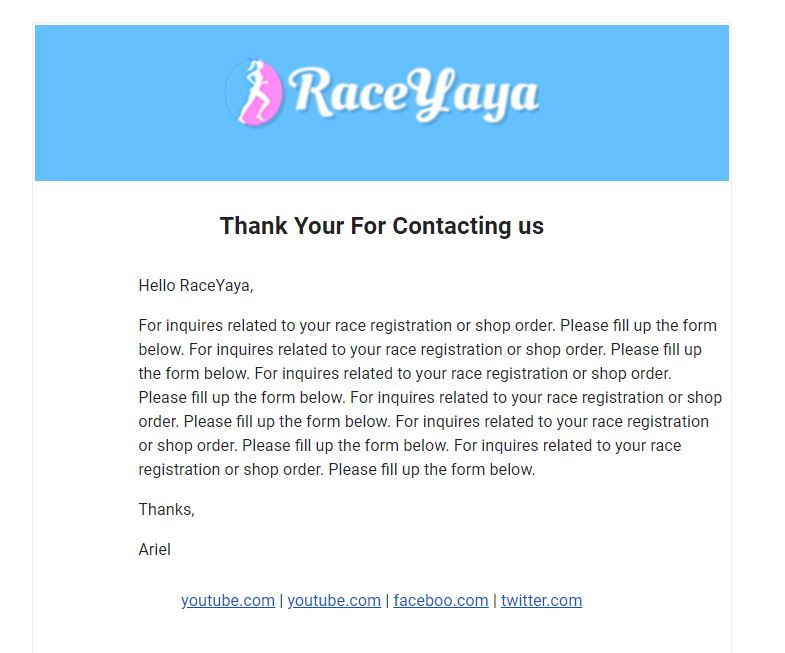 RaceYaya
Thank Your For Contacting us
Hello RaceYaya,
For inquires related to your race registration or shop order. Please fill up the form
below. For inquires related to your race registration or shop order. Please fill up
the form below. For inquires related to your race registration or shop order.
Please fill up the form below. For inquires related to your race registration or shop
order. Please fill up the form below. For inquires related to your race registration
or shop order. Please fill up the form below. For inquires related to your race
registration or shop order. Please fill up the form below.
Thanks,
Ariel
youtube.com | youtube.com | faceboo.com | twitter.com